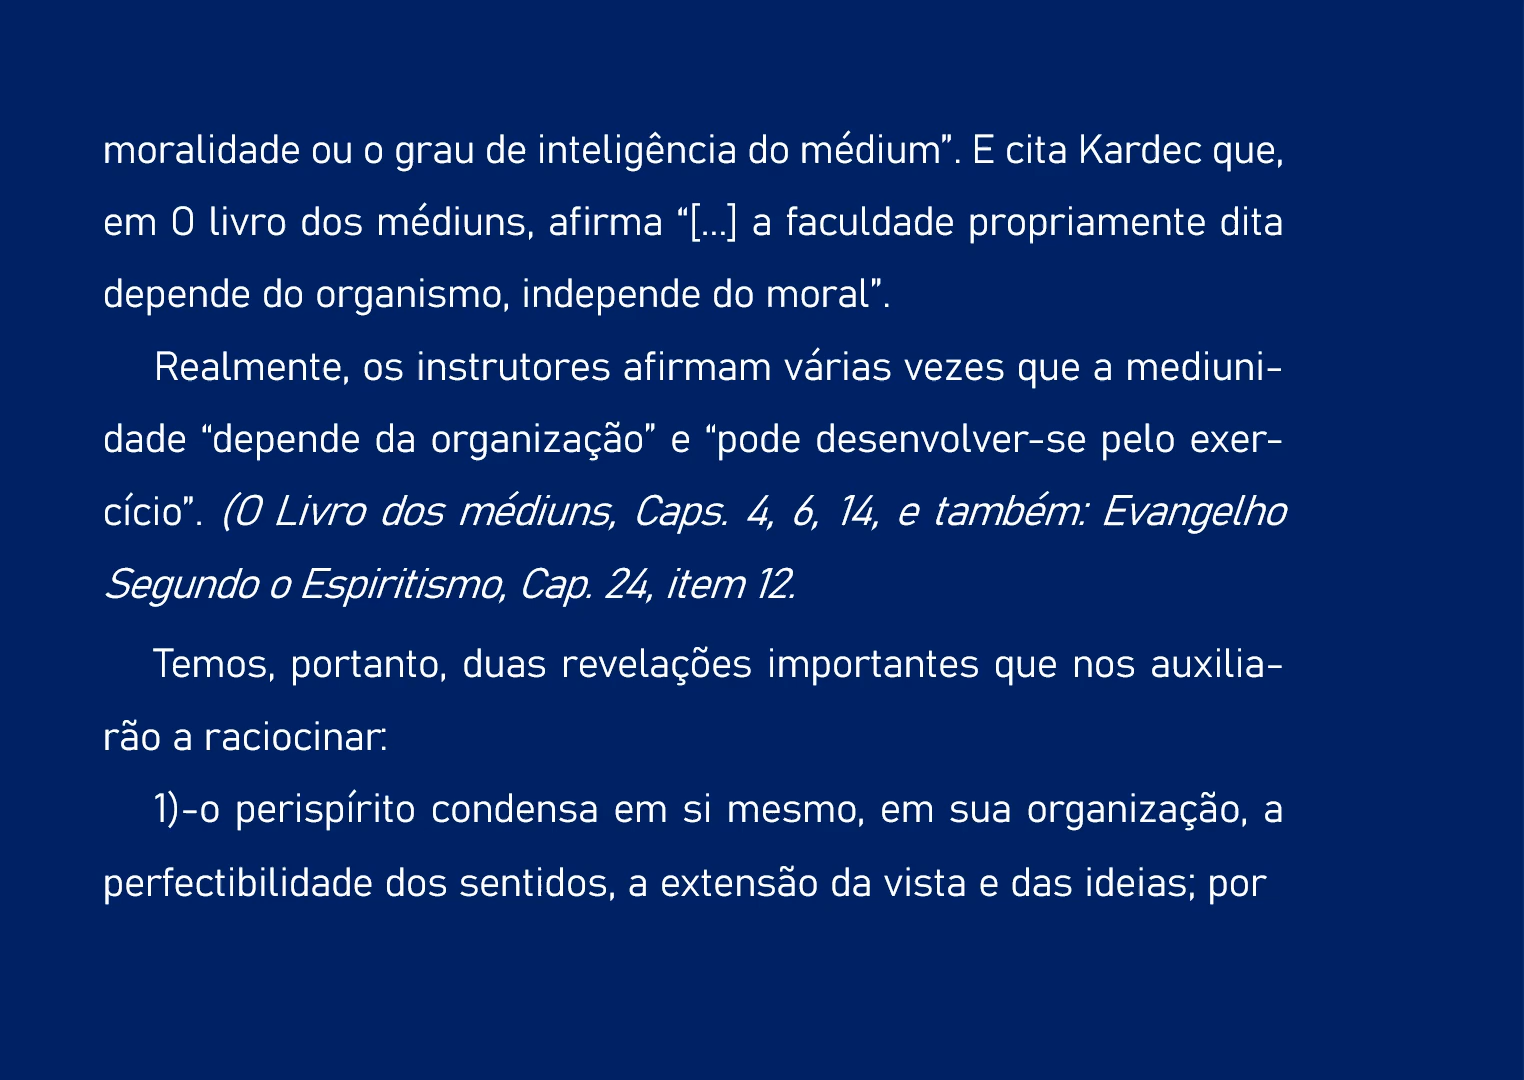 moralidade ou o grau de inteligência do médium”. E cita Kardec que,
em O livro dos médiuns, afirma “[...] a faculdade propriamente dita
depende do organismo, independe do moral”.
Realmente, os instrutores afirmam várias vezes que a mediuni-
dade “depende da organização” e “pode desenvolver-se pelo exer-
cício”. (O Livro dos médiuns, Caps. 4, 6, 14, e também: Evangelho
Segundo o Espiritismo, Cap. 24, item 12.
Temos, portanto, duas revelações importantes que nos auxilia-
rão a raciocinar:
1)-o perispírito condensa em si mesmo, em sua organização, a
perfectibilidade dos sentidos, a extensão da vista e das ideias; por